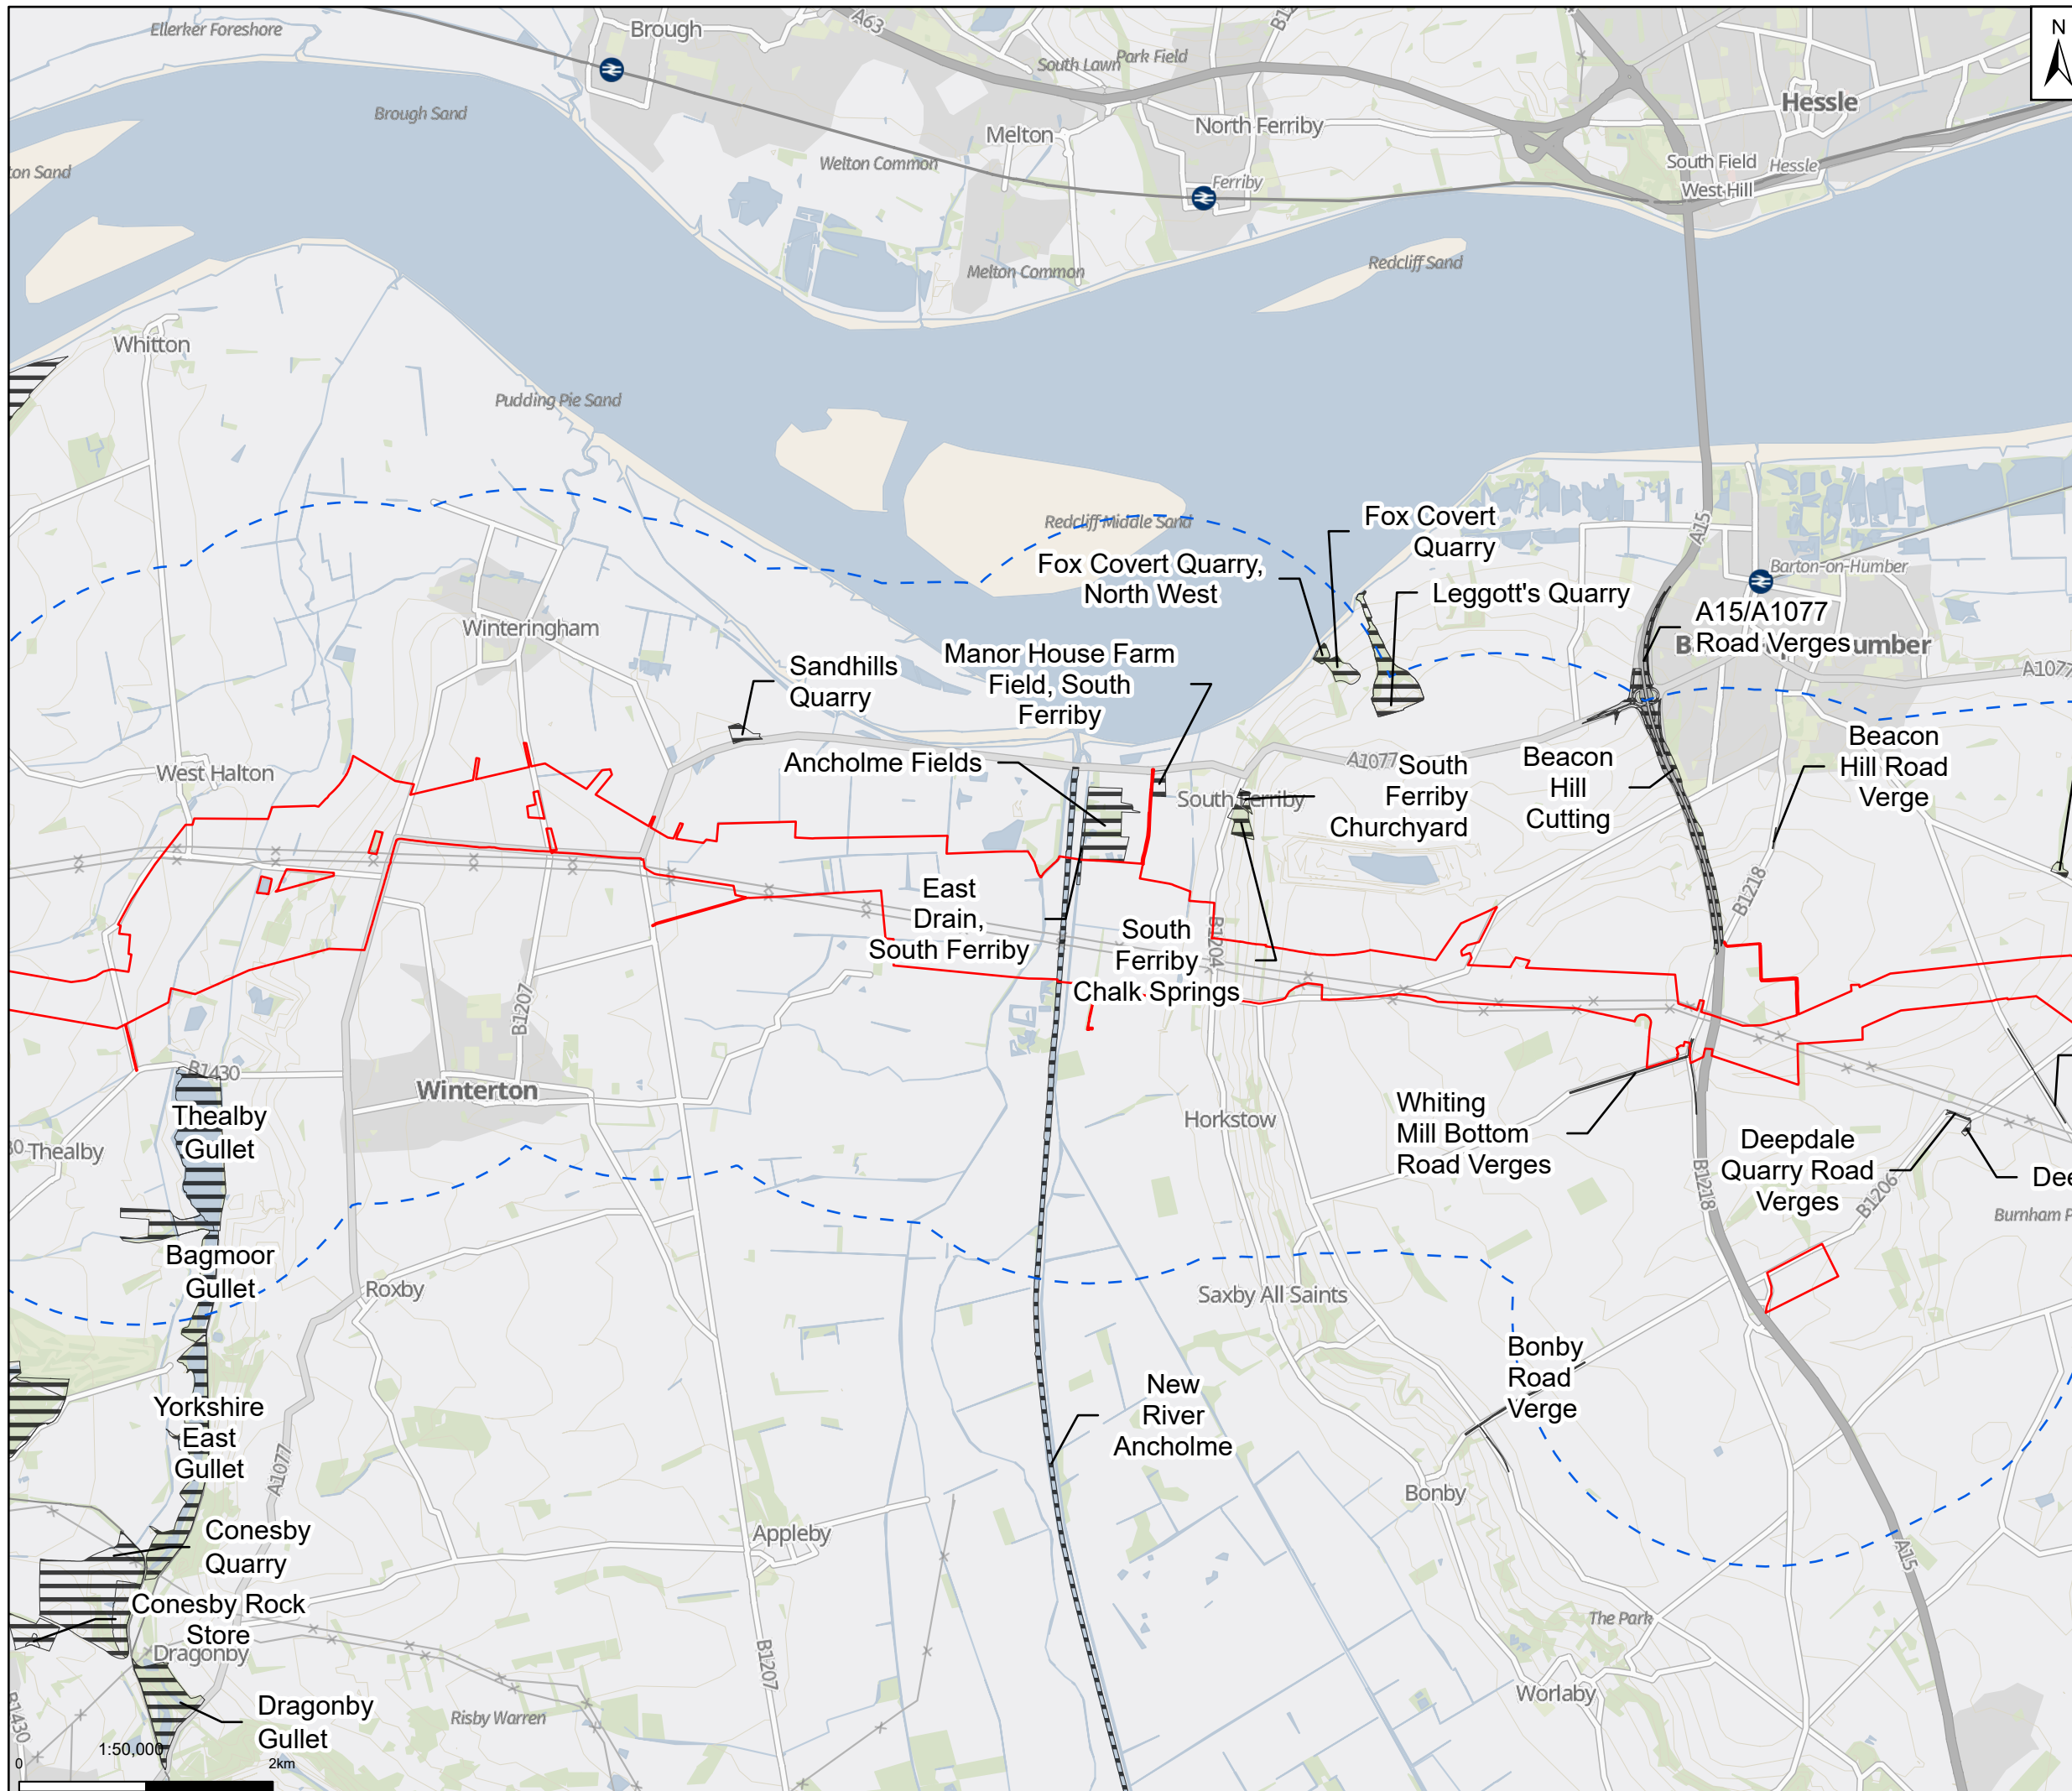 Ellerker Foreshore
Brough
A63
South Lawn
Park Field
N
Hessle
Brough Sand
Melton
North Ferriby
Welton Common
South Field
Hessle
West Hill
Ferriby
Melton Common
Redcliff Sand
Whitton
Pudding Pie Sand
Redcliff Middle Sand
Fox Covert
Quarry
A15
Fox Covert Quarry,
North West
Leggott's Quarry
Barton-on-Humber
A15/A1077
Road Verges
umber
A1077
Winteringham
Sandhills
Quarry
Manor House Farm
Field, South
Ferriby
Ancholme Fields
West Halton
A1077
South Ferriby
South
Ferriby
Churchyard
Beacon
Hill
Cutting
Beacon
Hill Road
Verge
East
Drain,
South Ferriby
South
Ferriby
Chalk Springs
B1204
B1218
B1207
B1430
Winterton
Thealby
Gullet
Thealby
Horkstow
Whiting
Mill Bottom
Road Verges
Deepdale
Quarry Road
Verges
B1218
B1206
Dee
Bagmoor
Gullet
Roxby
Saxby All Saints
Yorkshire
East
Gullet
A1077
New
River
Ancholme
Bonby
Road
Verge
Bonby
Appleby
A15
Conesby
Quarry
Conesby Rock
Store
Dragonby
The Park
B1207
Worlaby
Dragonby
Gullet
Risby Warren
B1430
1:50,000
0
2km